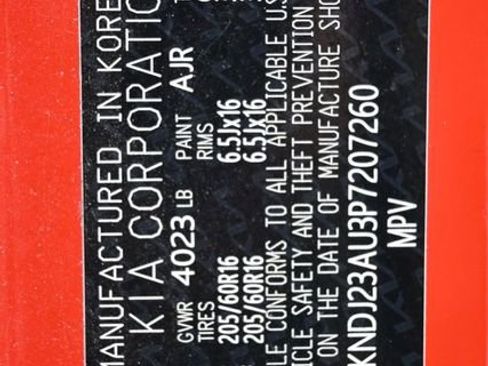 MANUFACTURED IN KORE
KIA CORPORATIO
GVWR 4023 LB PAINT AJR
TIRES RIMS
205/60R16 6.5Jx16
205/60R16 6.5Jx16
LE CONFORMS TO ALL APPLICABLE U.S
ICLE SAFETY AND THEFT PREVENTION
ON THE DATE OF MANUFACTURE SHO
KNDJ23AU3P7207260
MPV